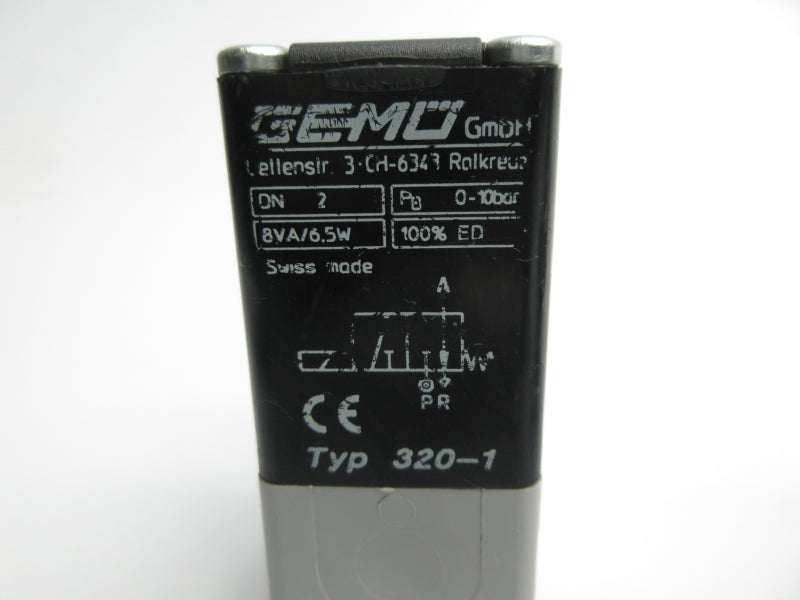 GEMÜ GmbH
Lettenstr. 3·CH-6343 Rotkreuz
DN 2
P₀ 0-10bar
8VA/6,5W
100% ED
Swiss made
A
P R
CE
Typ 320-1